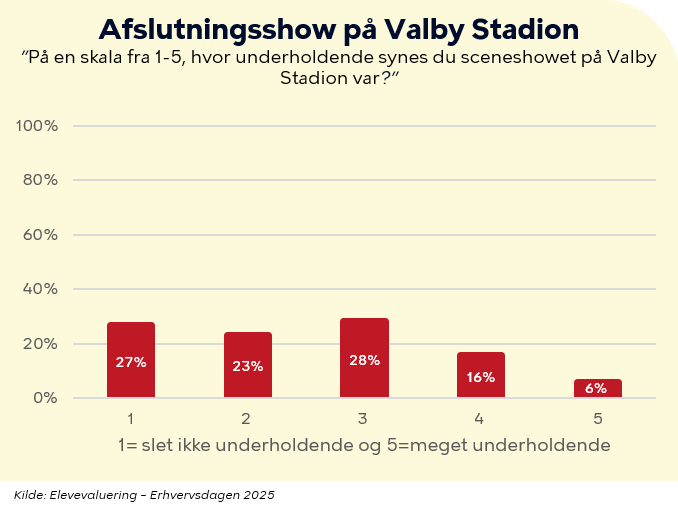 Afslutningsshow på Valby Stadion
"På en skala fra 1-5, hvor underholdende synes du sceneshowet på Valby
Stadion var?"
100%
80%
60%
40%
20%
0%
27%
23%
28%
16%
6%
1 2 3 4 5
1= slet ikke underholdende og 5=meget underholdende
Kilde: Elevevaluering – Erhvervsdagen 2025